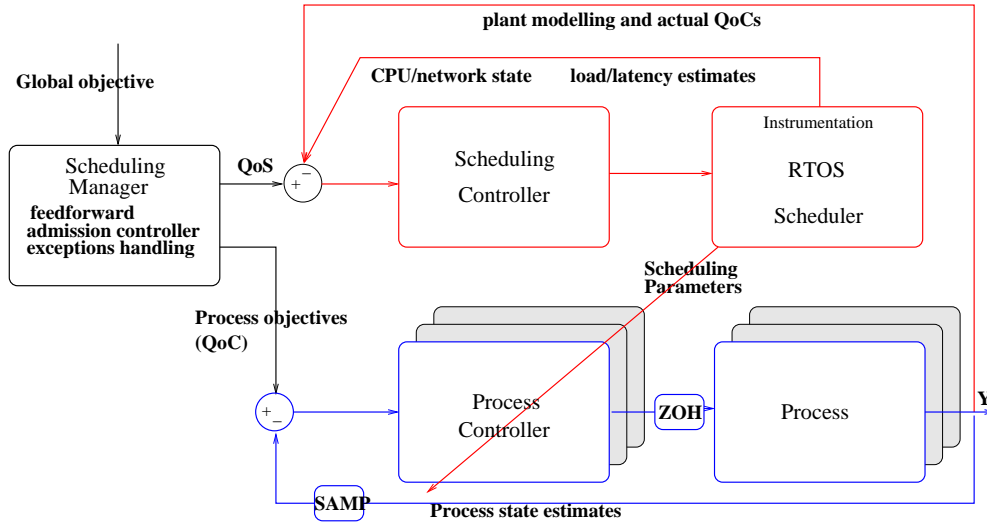 plant modelling and actual QoCs
CPU/network state
load/latency estimates
Global objective
Instrumentation
RTOS
Scheduler
Scheduling
Controller
QoS
+
−
Scheduling
Manager
feedforward
admission controller
exceptions handling
Scheduling
Parameters
Process objectives
(QoC)
+
−
Process
Controller
ZOH
Process
Y
SAMP
Process state estimates